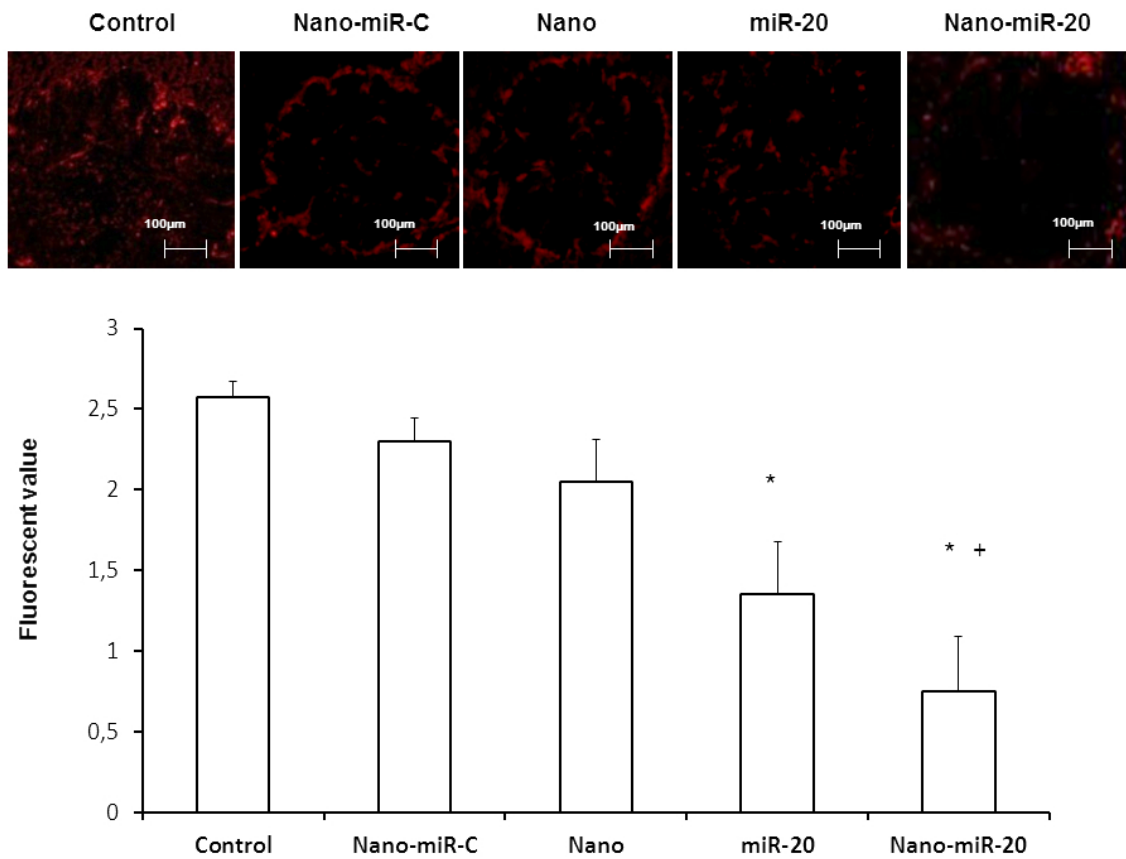 Control Nano-miR-C Nano miR-20 Nano-miR-20
100µm 100µm 100µm 100µm 100µm
Fluorescent value
3
2,5
2
1,5
1
0,5
0
*
* +
Control Nano-miR-C Nano miR-20 Nano-miR-20